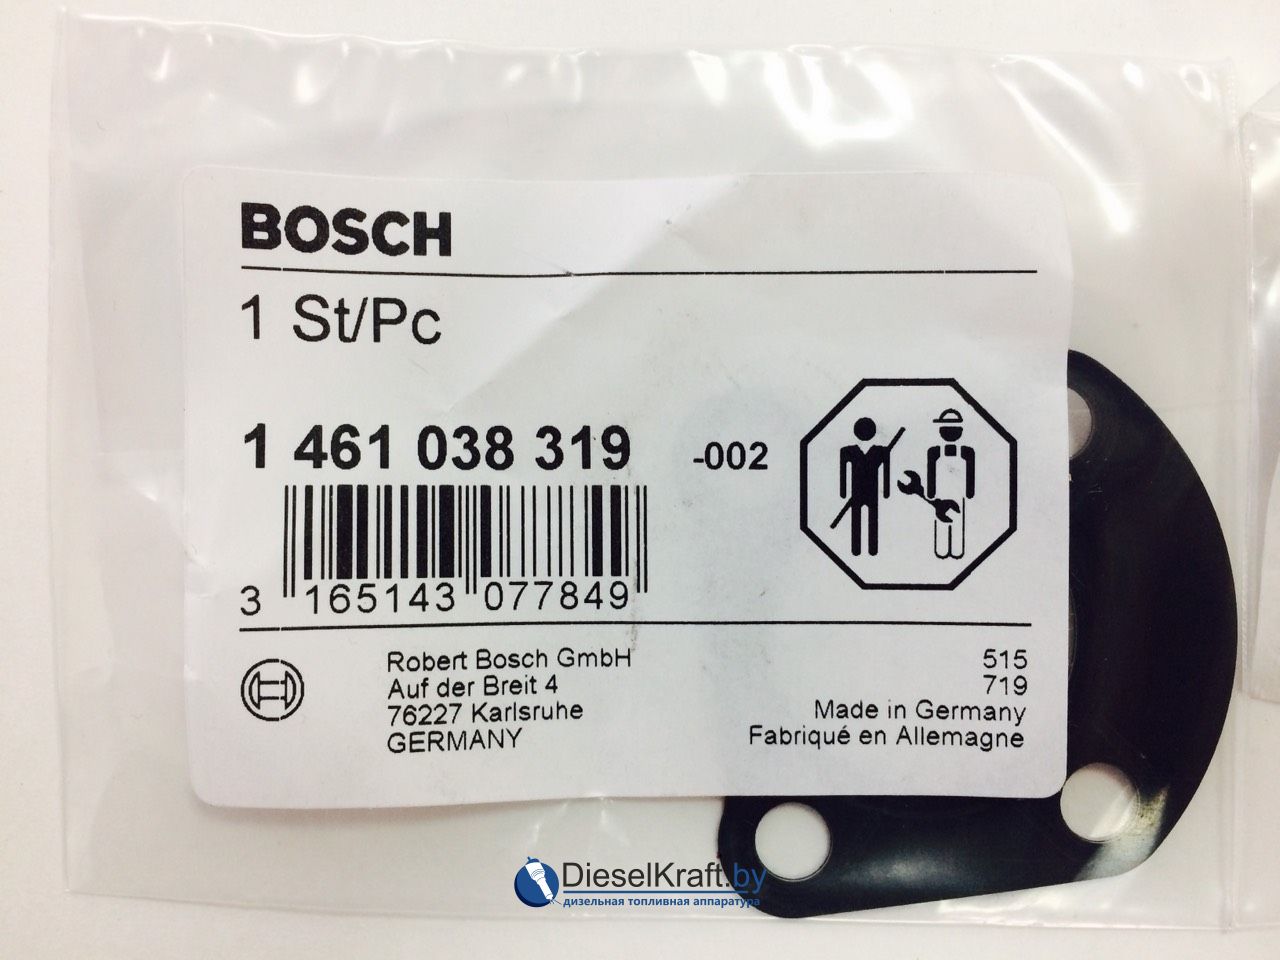 BOSCH
1 St/Pc
1 461 038 319 -002
3 165143 077849
Robert Bosch GmbH
Auf der Breit 4
76227 Karlsruhe
GERMANY
515
719
Made in Germany
Fabriqué en Allemagne
DieselKraft.by
дизельная топливная аппаратура